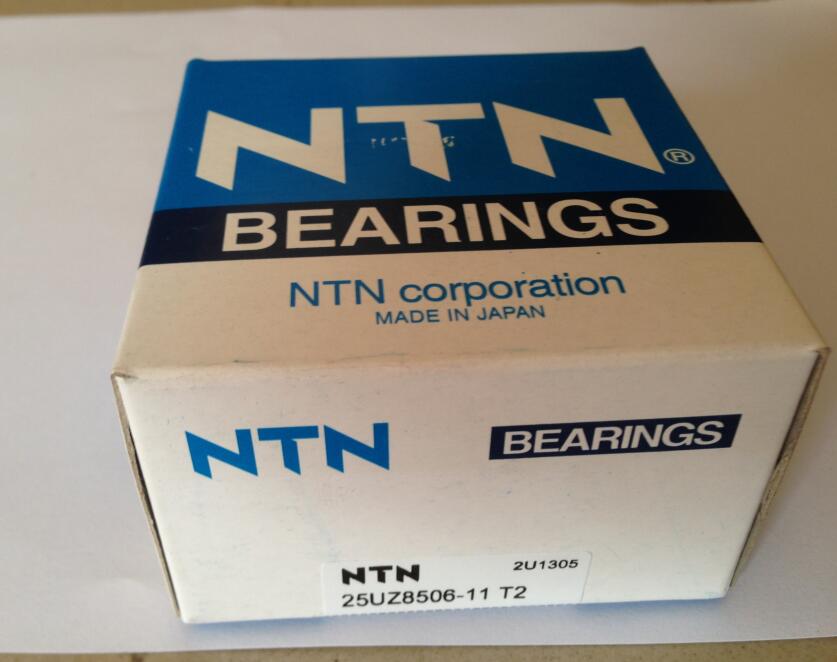 NTN®
BEARINGS
NTN corporation
MADE IN JAPAN
NTN BEARINGS
NTN 2U1305
25UZ8506-11 T2